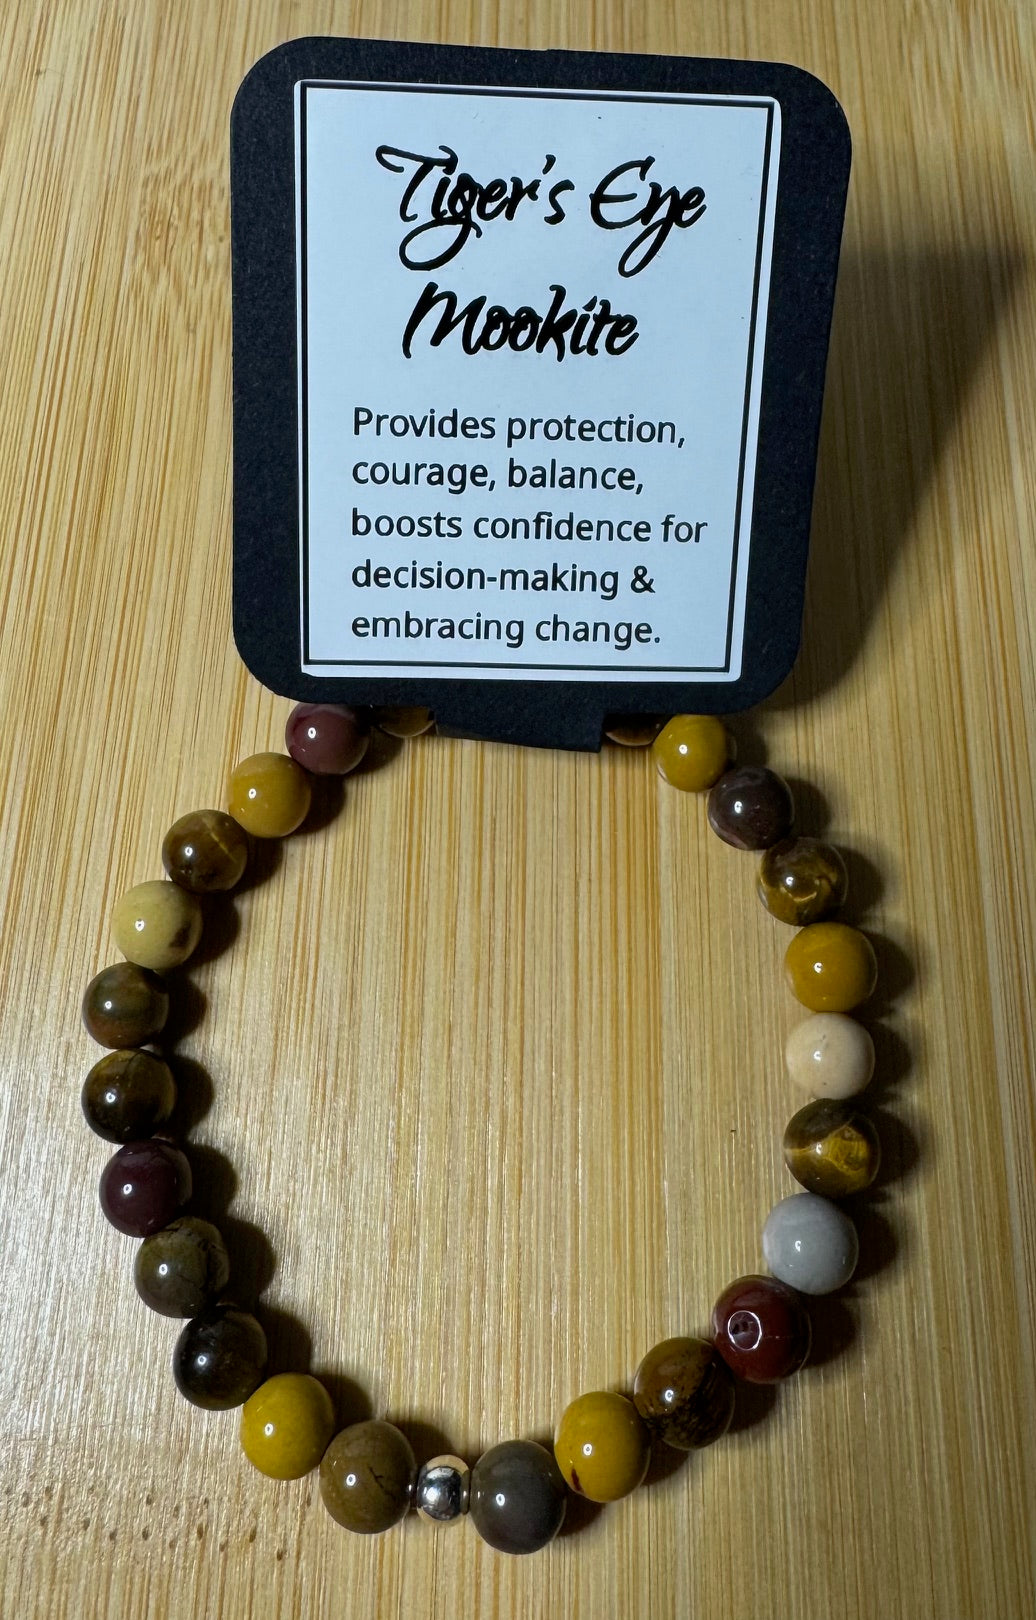 Tiger's Eye
Mookite
Provides protection,
courage, balance,
boosts confidence for
decision-making &
embracing change.